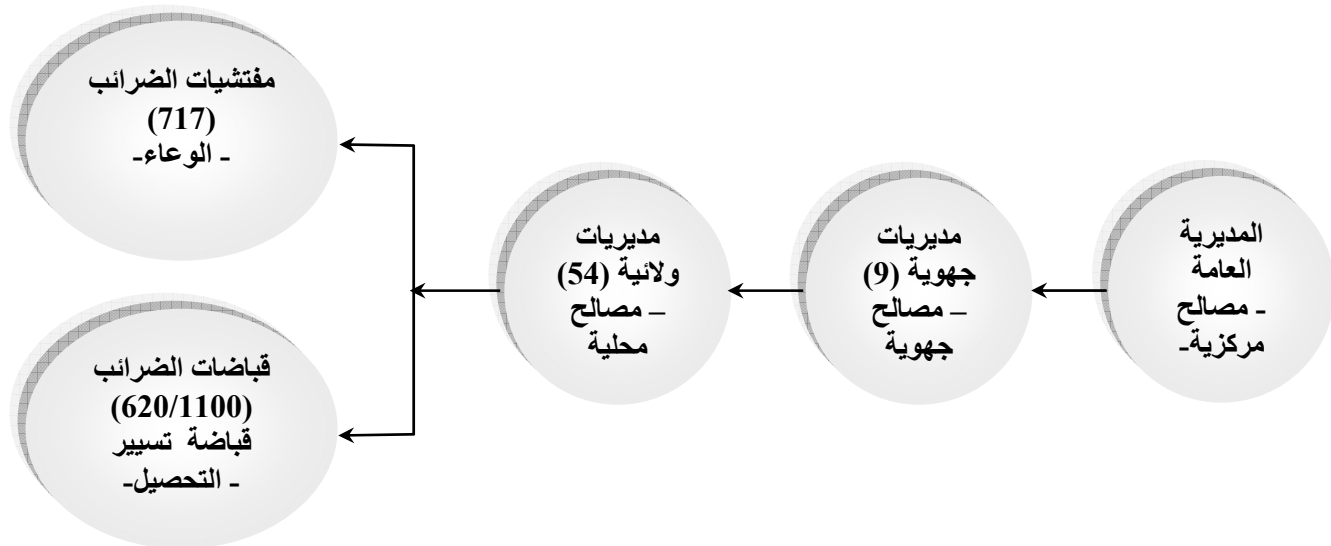 المديرية
العامة
- مصالح
مركزية-
مديريات
جهوية (9)
– مصالح
جهوية
مديريات
ولائية (54)
– مصالح
محلية
مفتشيات الضرائب
(717)
- الوعاء-
قباضات الضرائب
(620/1100)
قباضة تسيير
- التحصيل-